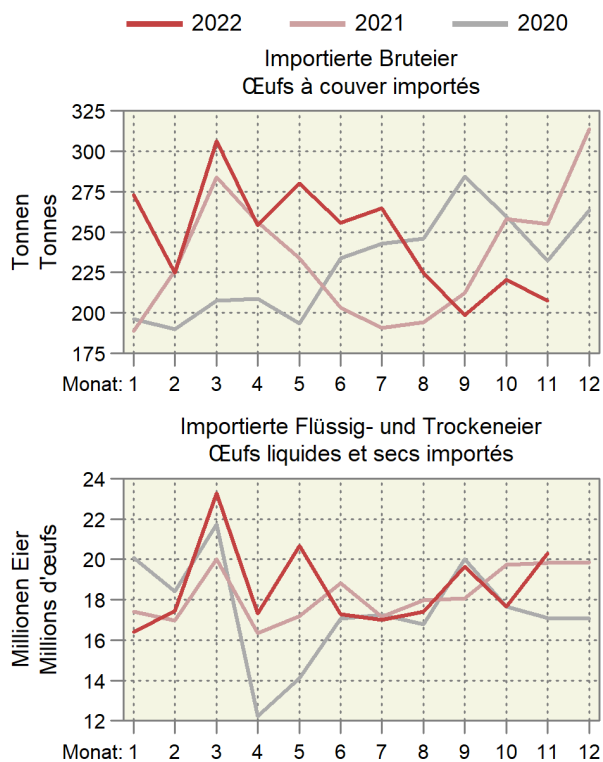 2022 2021 2020
Importierte Bruteier
Œufs à couver importés
Tonnen
Tonnes
325
300
275
250
225
200
175
Monat: 1 2 3 4 5 6 7 8 9 10 11 12
Importierte Flüssig- und Trockeneier
Œufs liquides et secs importés
Millionen Eier
Millions d'œufs
24
22
20
18
16
14
12
Monat: 1 2 3 4 5 6 7 8 9 10 11 12